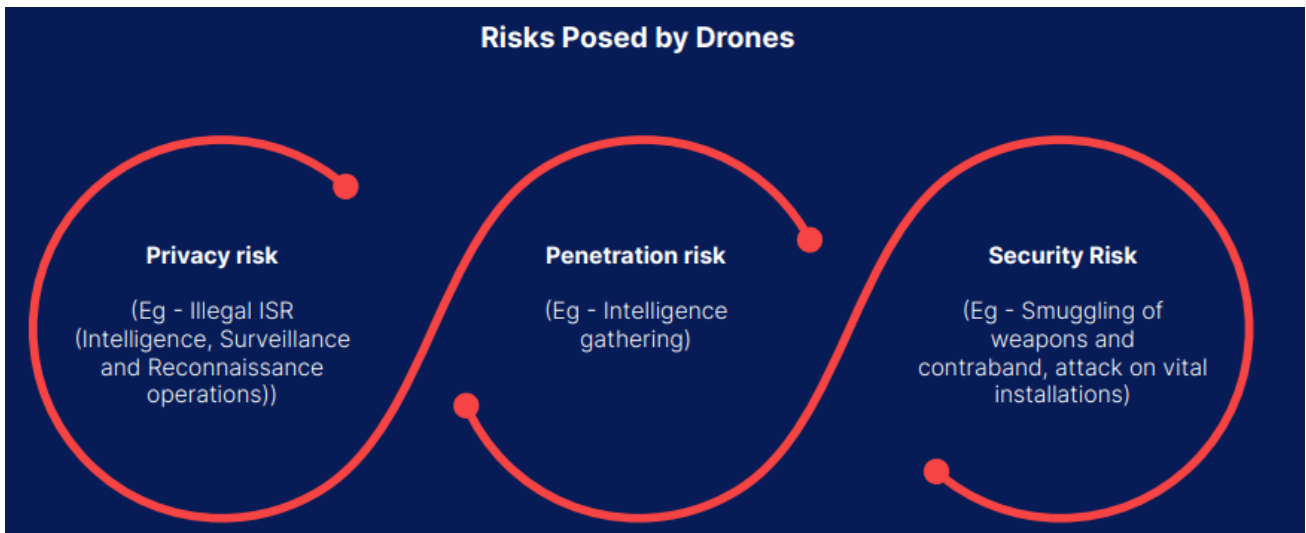 Risks Posed by Drones
Privacy risk
(Eg - Illegal ISR
(Intelligence, Surveillance
and Reconnaissance
operations))
Penetration risk
(Eg - Intelligence
gathering)
Security Risk
(Eg - Smuggling of
weapons and
contraband, attack on vital
installations)